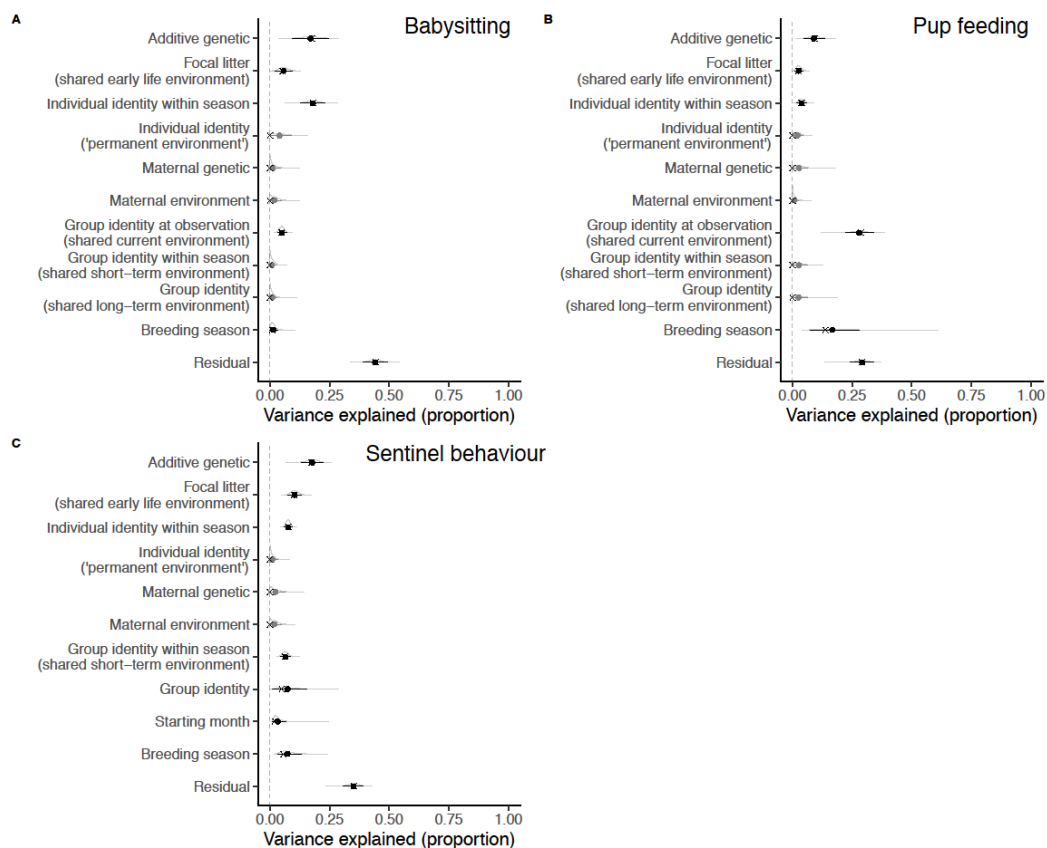 A
Babysitting
Additive genetic
Focal litter
(shared early life environment)
Individual identity within season
Individual identity
('permanent environment')
Maternal genetic
Maternal environment
Group identity at observation
(shared current environment)
Group identity within season
(shared short−term environment)
Group identity
(shared long−term environment)
Breeding season
Residual
0.00 0.25 0.50 0.75 1.00
Variance explained (proportion)
B
Pup feeding
Additive genetic
Focal litter
(shared early life environment)
Individual identity within season
Individual identity
('permanent environment')
Maternal genetic
Maternal environment
Group identity at observation
(shared current environment)
Group identity within season
(shared short−term environment)
Group identity
(shared long−term environment)
Breeding season
Residual
0.00 0.25 0.50 0.75 1.00
Variance explained (proportion)
C
Sentinel behaviour
Additive genetic
Focal litter
(shared early life environment)
Individual identity within season
Individual identity
('permanent environment')
Maternal genetic
Maternal environment
Group identity within season
(shared short−term environment)
Group identity
Starting month
Breeding season
Residual
0.00 0.25 0.50 0.75 1.00
Variance explained (proportion)